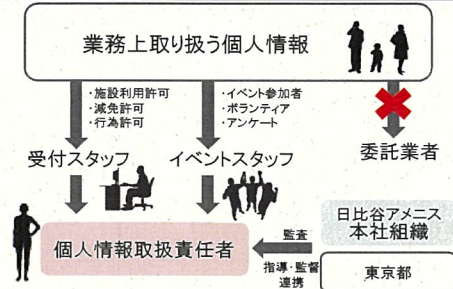 業務上取り扱う個人情報
・施設利用許可
・減免許可
・行為許可
・イベント参加者
・ボランティア
・アンケート
受付スタッフ
イベントスタッフ
委託業者
個人情報取扱責任者
監査
指導・監督
連携
日比谷アメニス
本社組織
東京都